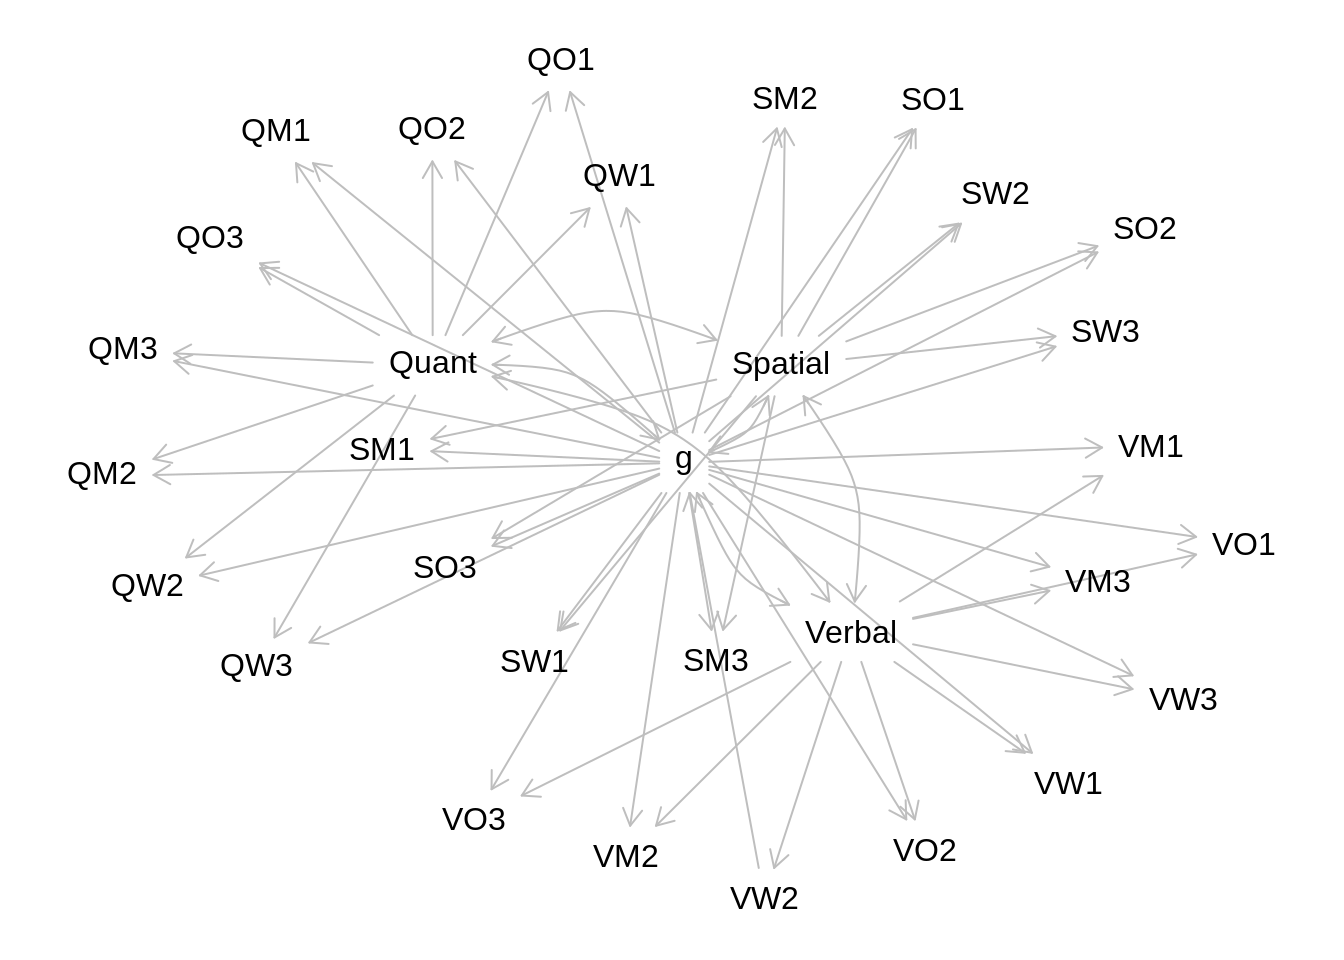 QO1
SM2
SO1
QM1
QO2
QW1
SW2
SO2
QO3
SW3
QM3
Quant
Spatial
SM1
g
VM1
QM2
VO1
SO3
VM3
QW2
Verbal
QW3
SW1
SM3
VW3
VW1
VO3
VM2
VO2
VW2